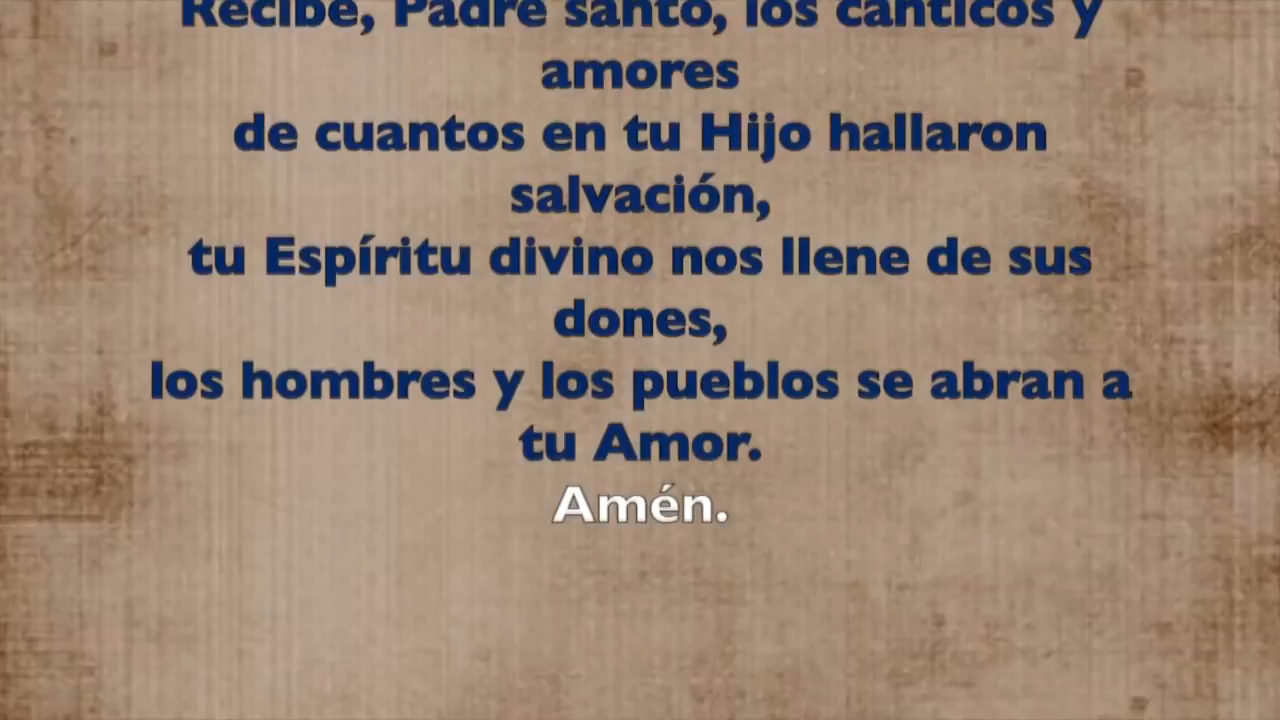 Recibe, Padre santo, los cánticos y
amores
de cuantos en tu Hijo hallaron
salvación,
tu Espíritu divino nos llene de sus
dones,
los hombres y los pueblos se abran a
tu Amor.
Amén.